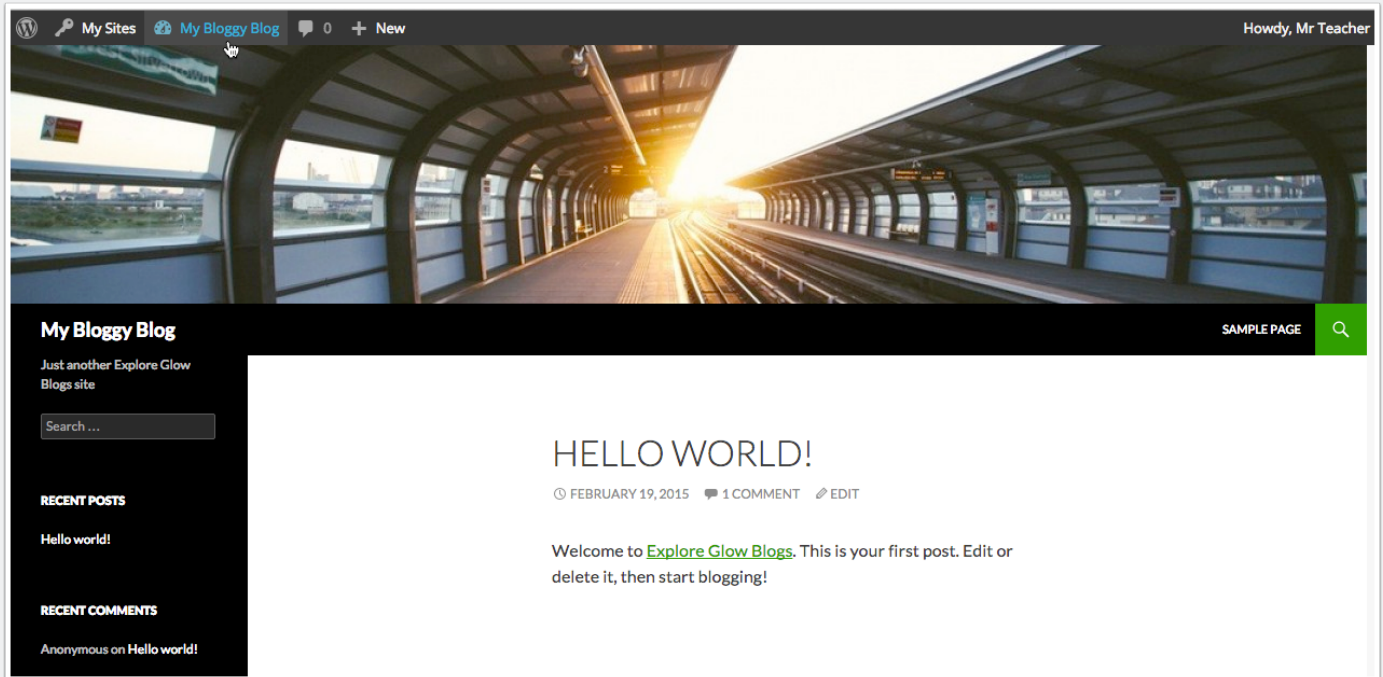 My Sites My Bloggy Blog 0 New Howdy, Mr Teacher
My Bloggy Blog SAMPLE PAGE
Just another Explore Glow
Blogs site
Search ...
RECENT POSTS
Hello world!
RECENT COMMENTS
Anonymous on Hello world!
HELLO WORLD!
FEBRUARY 19, 2015 1 COMMENT EDIT
Welcome to Explore Glow Blogs. This is your first post. Edit or
delete it, then start blogging!